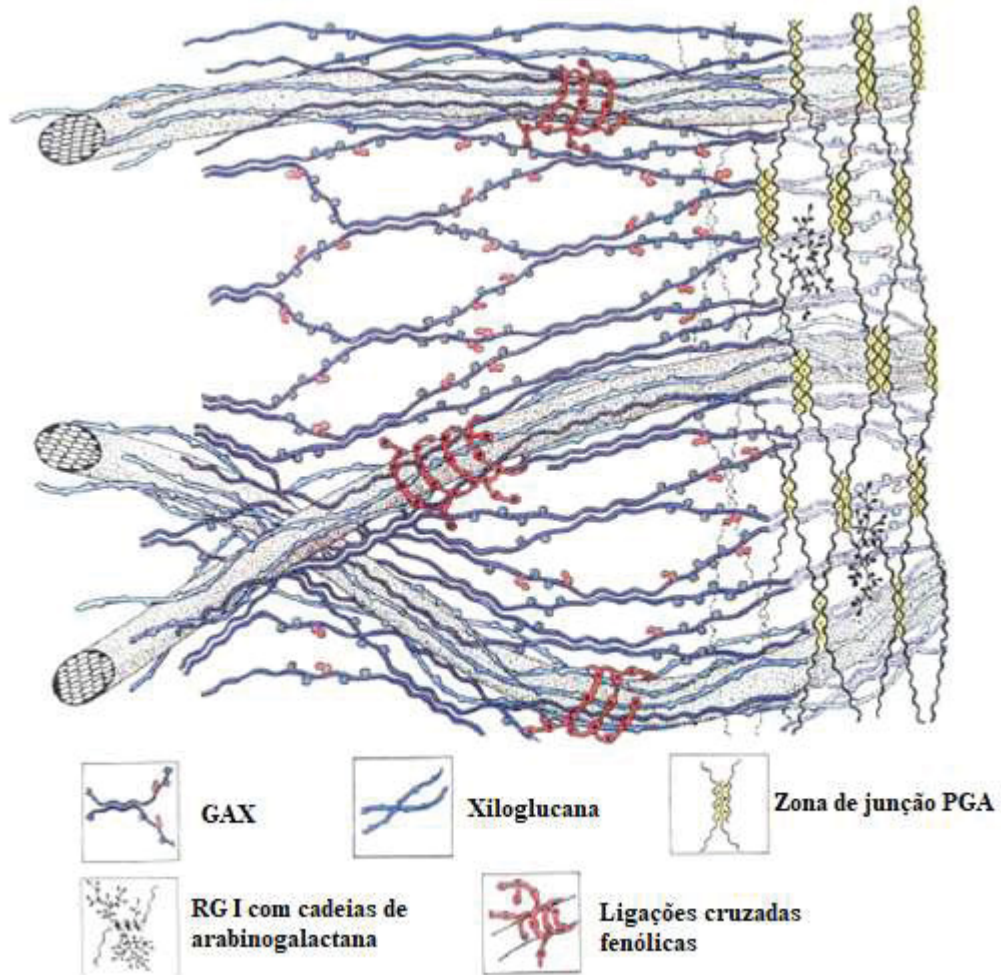 GAX
Xiloglucana
Zona de junção PGA
RG I com cadeias de
arabinogalactana
Ligações cruzadas
fenólicas